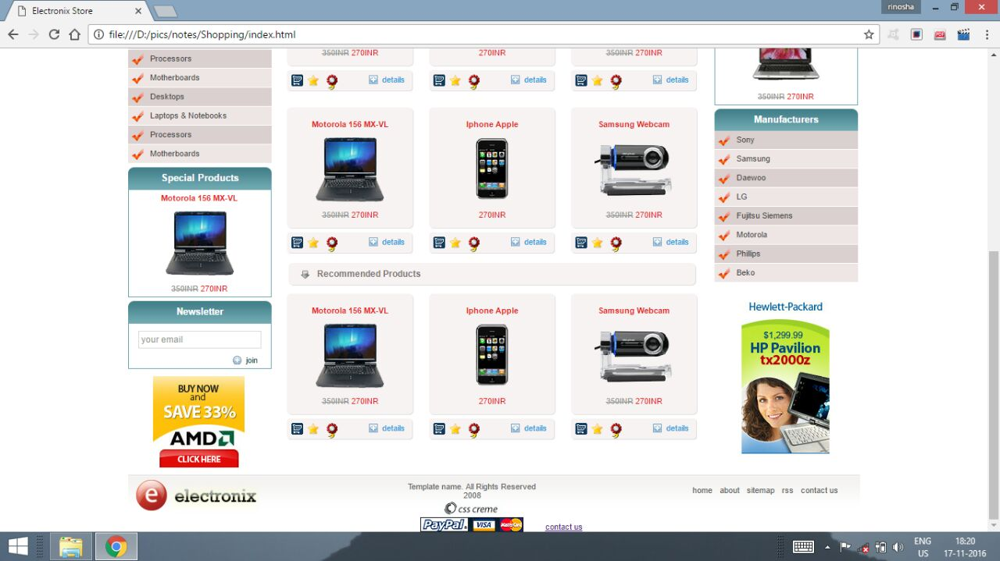 Electronix Store
rinosha
file:///D:/pics/notes/Shopping/index.html
Processors
Motherboards
Desktops
Laptops & Notebooks
Processors
Motherboards
Special Products
Motorola 156 MX-VL
350INR 270INR
Newsletter
your email
join
BUY NOW
and
SAVE 33%
AMD
CLICK HERE
350INR 270INR
270INR
350INR 270INR
details
details
details
Motorola 156 MX-VL
Iphone Apple
Samsung Webcam
350INR 270INR
270INR
350INR 270INR
details
details
details
Recommended Products
Motorola 156 MX-VL
Iphone Apple
Samsung Webcam
350INR 270INR
270INR
350INR 270INR
details
details
details
350INR 270INR
Manufacturers
Sony
Samsung
Daewoo
LG
Fujitsu Siemens
Motorola
Phillips
Beko
Hewlett-Packard
$1,299.99
HP Pavilion
tx2000z
e electronix
Template name. All Rights Reserved
2008
css creme
PayPal VISA MasterCard
contact us
home about sitemap rss contact us
ENG
US
18:20
17-11-2016